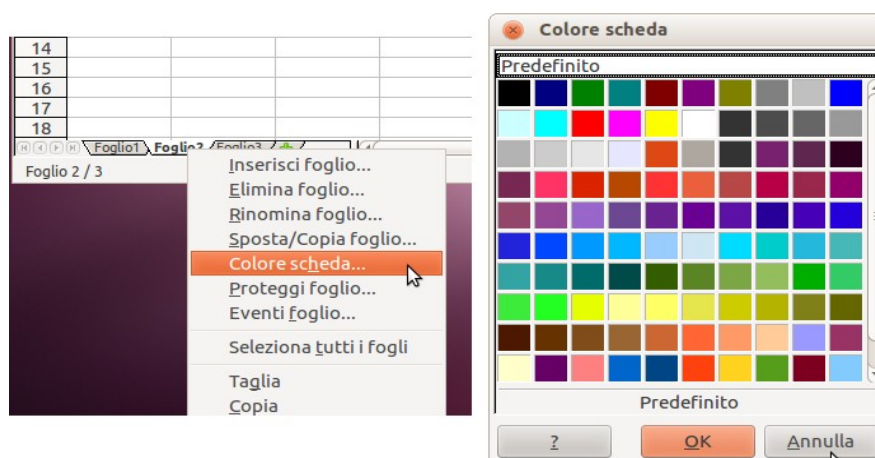 14
15
16
17
18
Foglio1 Foglio2 Foglio3
Foglio 2 / 3
Inserisci foglio...
Elimina foglio...
Rinomina foglio...
Sposta/Copia foglio...
Colore scheda...
Proteggi foglio...
Eventi foglio...
Seleziona tutti i fogli
Taglia
Copia
Colore scheda
Predefinito
Predefinito
?
OK
Annulla